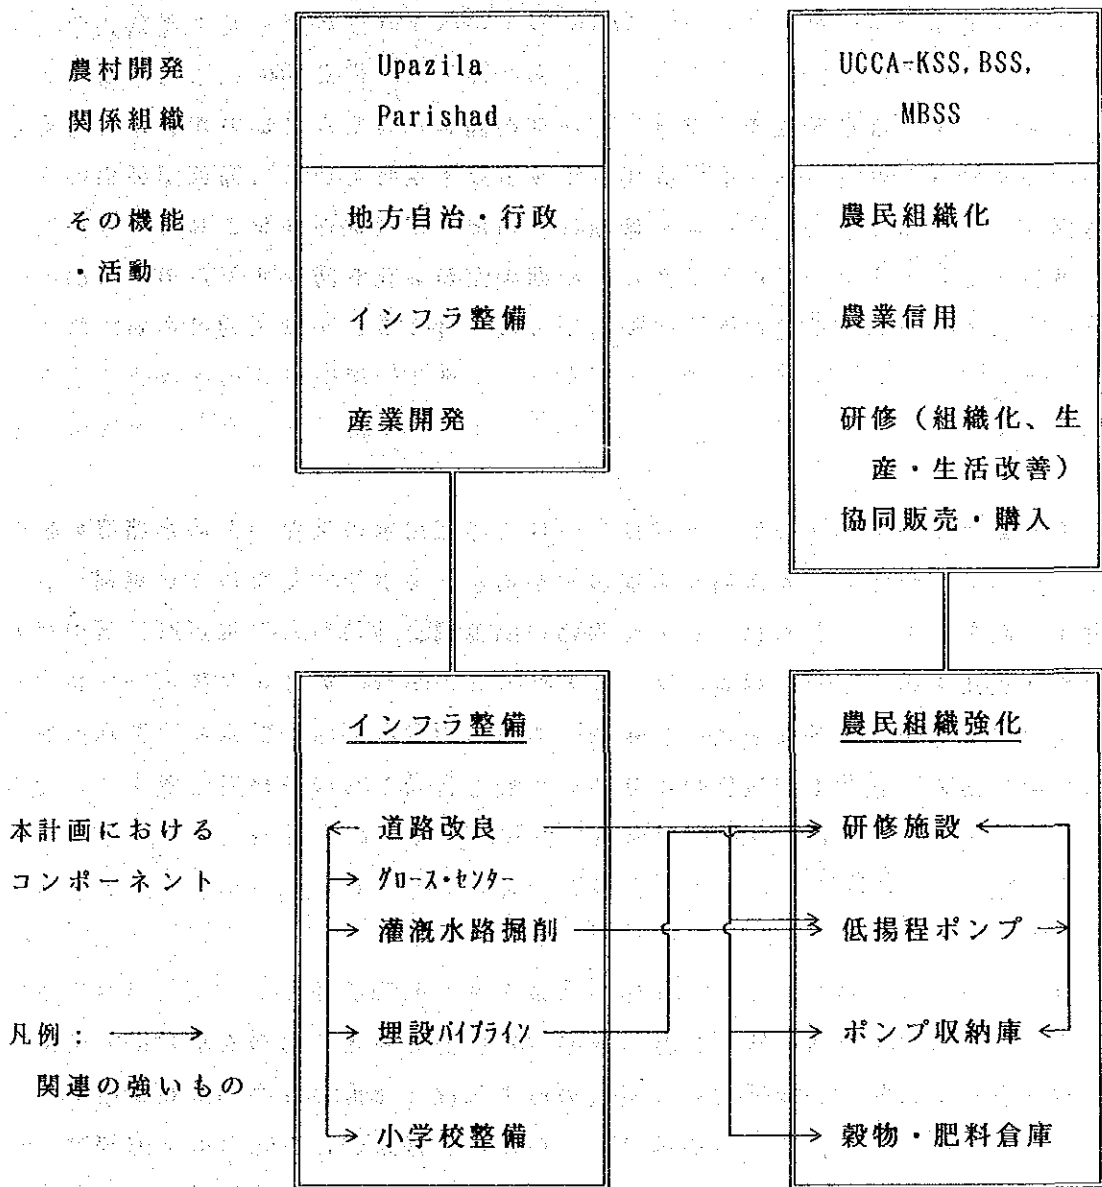 農村開発
関係組織
Upazila
Parishad
UCCA-KSS, BSS,
MBSS
その機能
・活動
地方自治・行政
インフラ整備
産業開発
農民組織化
農業信用
研修（組織化、生
産・生活改善）
協同販売・購入
本計画における
コンポーネント
インフラ整備
道路改良
グロース・センター
灌漑水路掘削
埋設パイプライン
小学校整備
農民組織強化
研修施設
低揚程ポンプ
ポンプ収納庫
穀物・肥料倉庫
凡例：
関連の強いもの